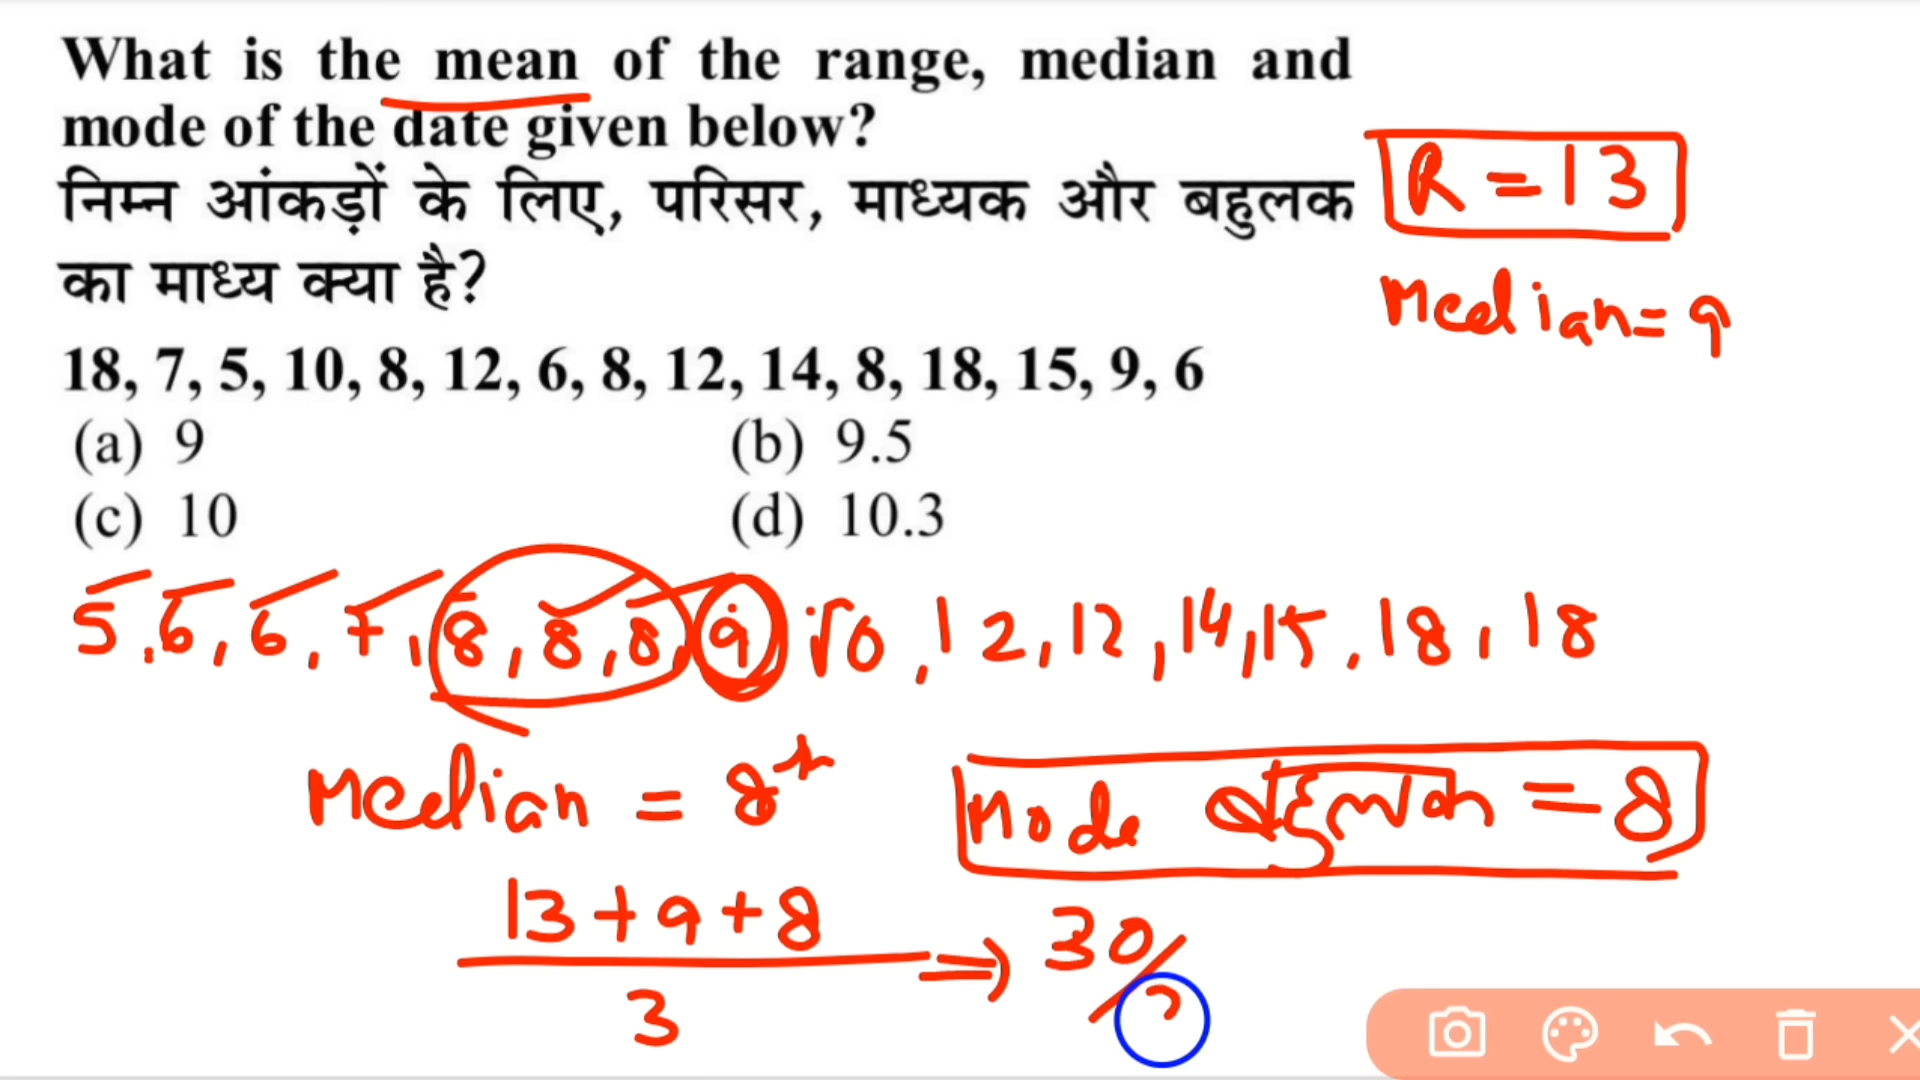 What is the mean of the range, median and
mode of the date given below?
निम्न आंकड़ों के लिए, परिसर, माध्यक और बहुलक
का माध्य क्या है?
R = 13
Median = 9
18, 7, 5, 10, 8, 12, 6, 8, 12, 14, 8, 18, 15, 9, 6
(a) 9
(b) 9.5
(c) 10
(d) 10.3
5, 6, 6, 7, 8, 8, 8, 9, 10, 12, 12, 14, 15, 18, 18
Median = 8th
Mode बहुलक = 8
13 + 9 + 8
3
⇒ 30/